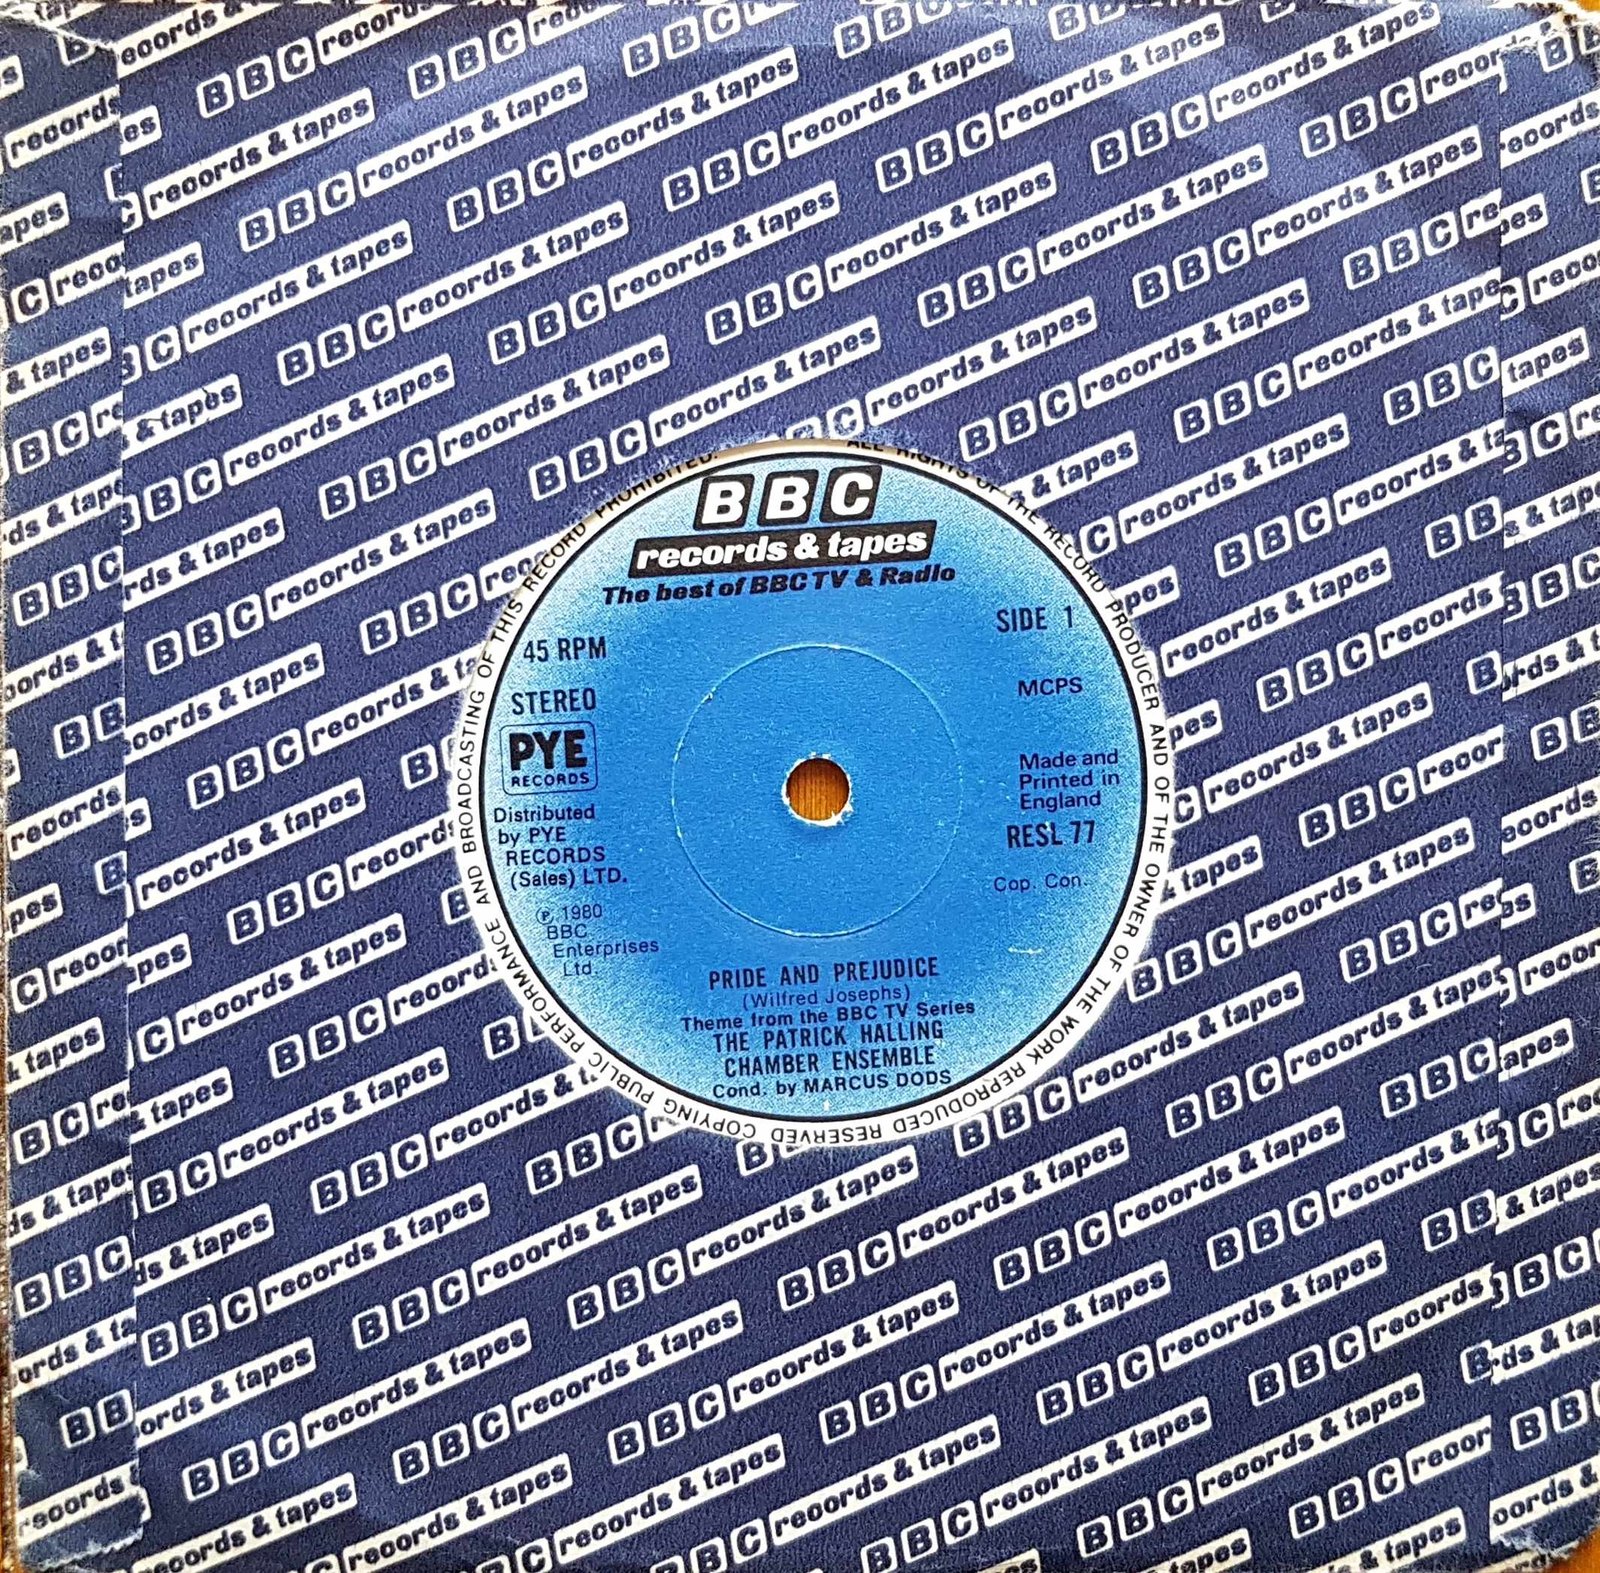 BBC
records & tapes
The best of BBC TV & Radio
SIDE 1
45 RPM
STEREO
MCPS
PYE
RECORDS
Made and
Printed in
England
RESL 77
Distributed
by PYE
RECORDS
(Sales) LTD.
Cop. Con.
℗ 1980
BBC
Enterprises
Ltd.
PRIDE AND PREJUDICE
(Wilfred Josephs)
Theme from the BBC TV Series
THE PATRICK HALLING
CHAMBER ENSEMBLE
Cond. by MARCUS DODS
ALL RIGHTS OF THE RECORD PRODUCER AND OF THE OWNER OF THE WORK REPRODUCED RESERVED COPYING PUBLIC PERFORMANCE AND BROADCASTING OF THIS RECORD PROHIBITED.
BBC records & tapes